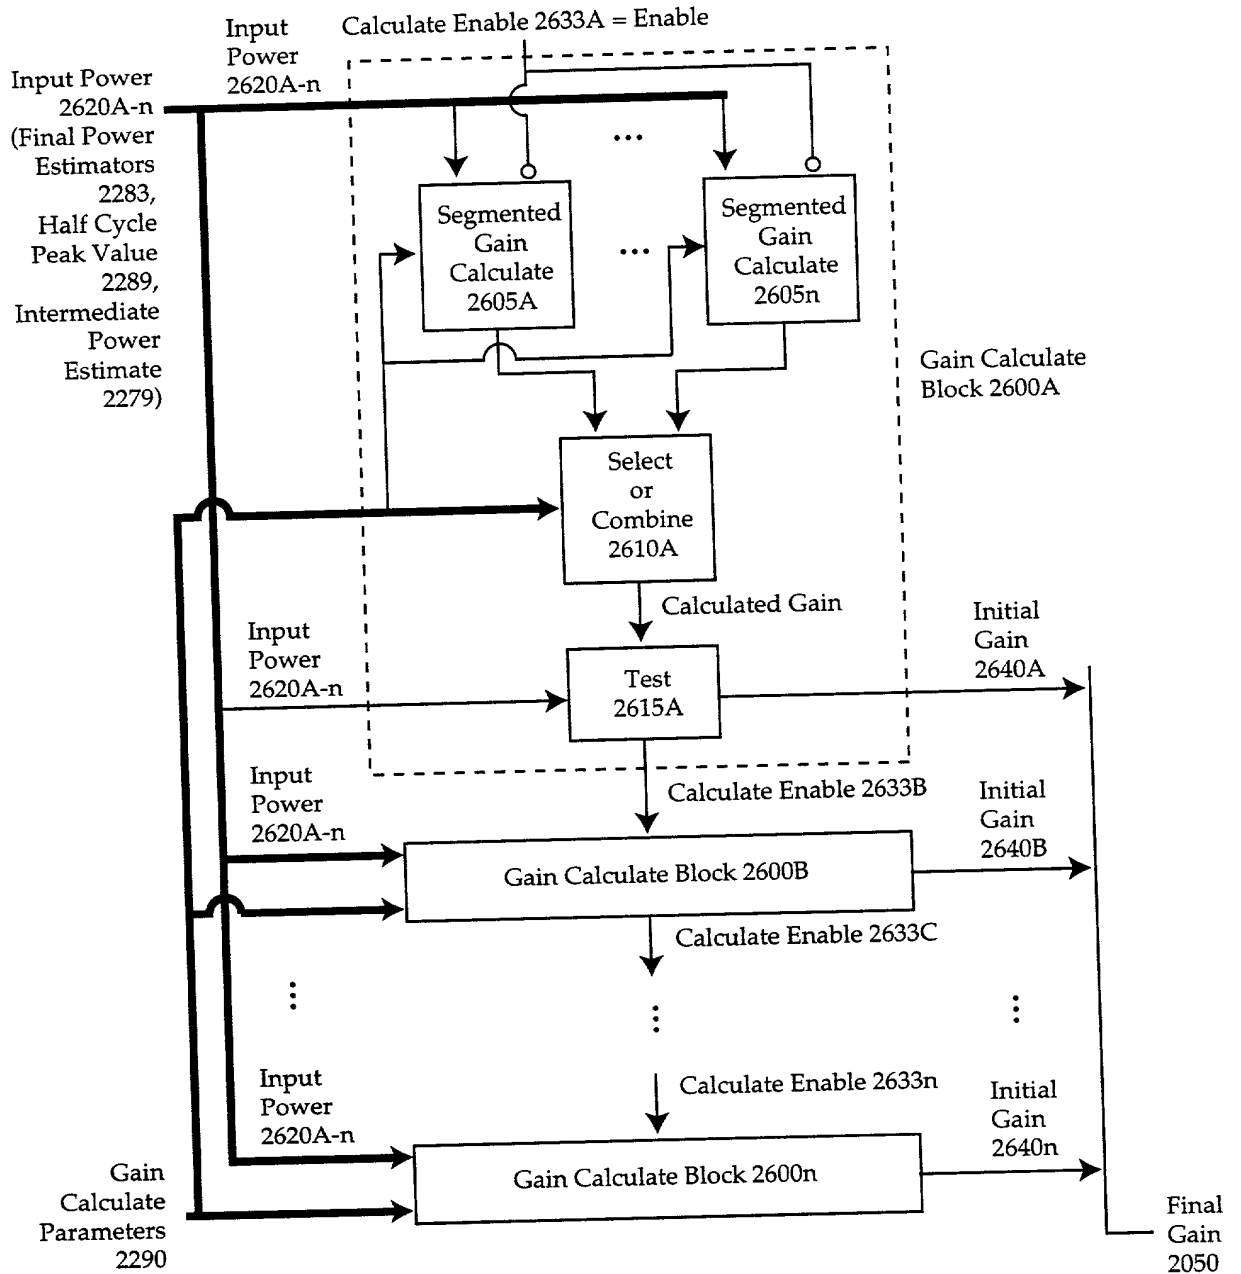 Calculate Enable 2633A = Enable
Input
Power
2620A-n
Input Power
2620A-n
(Final Power
Estimators
2283,
Half Cycle
Peak Value
2289,
Intermediate
Power
Estimate
2279)
...
Segmented
Gain
Calculate
2605A
...
Segmented
Gain
Calculate
2605n
Gain Calculate
Block 2600A
Select
or
Combine
2610A
Calculated Gain
Input
Power
2620A-n
Test
2615A
Initial
Gain
2640A
Input
Power
2620A-n
Calculate Enable 2633B
Initial
Gain
2640B
Gain Calculate Block 2600B
Calculate Enable 2633C
Input
Power
2620A-n
Calculate Enable 2633n
Initial
Gain
2640n
Gain Calculate Block 2600n
Gain
Calculate
Parameters
2290
Final
Gain
2050